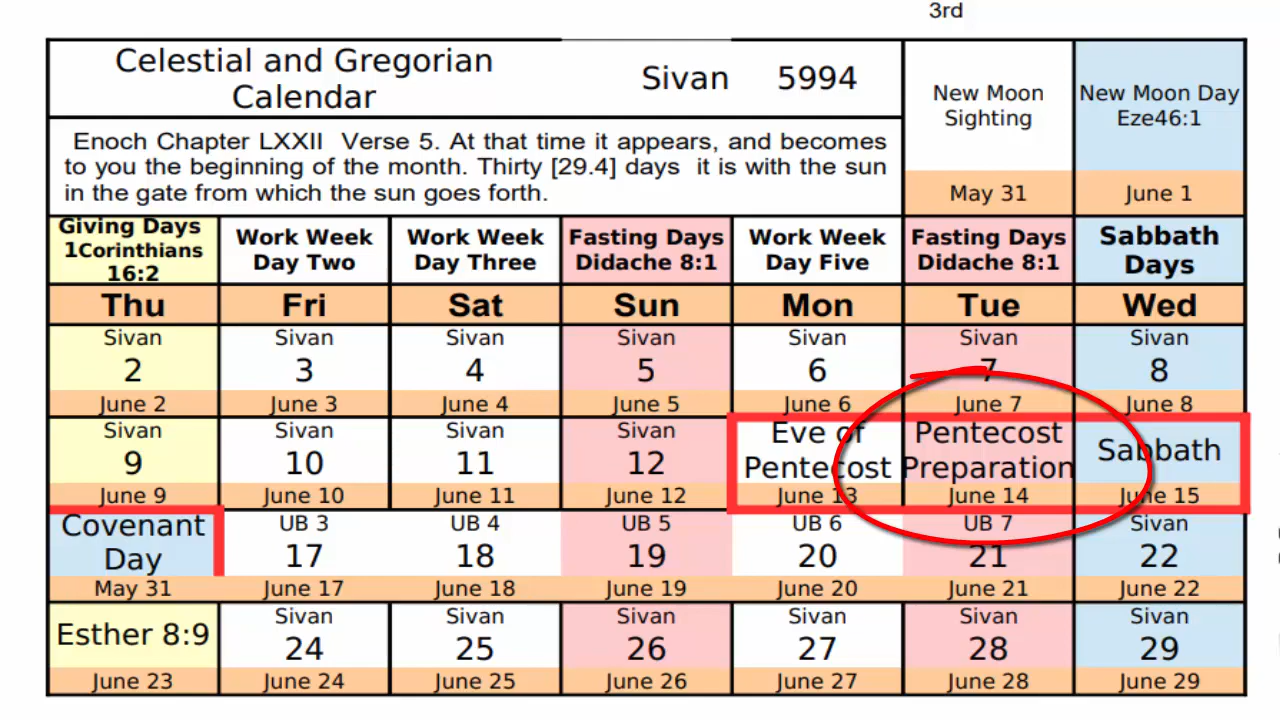 3rd
Celestial and Gregorian
Calendar
Sivan 5994
New Moon
Sighting
New Moon Day
Eze46:1
Enoch Chapter LXXII Verse 5. At that time it appears, and becomes
to you the beginning of the month. Thirty [29.4] days it is with the sun
in the gate from which the sun goes forth.
May 31
June 1
Giving Days
1Corinthians
16:2
Work Week
Day Two
Work Week
Day Three
Fasting Days
Didache 8:1
Work Week
Day Five
Fasting Days
Didache 8:1
Sabbath
Days
Thu Fri Sat Sun Mon Tue Wed
Sivan Sivan Sivan Sivan Sivan Sivan Sivan
2 3 4 5 6 7 8
June 2 June 3 June 4 June 5 June 6 June 7 June 8
Sivan Sivan Sivan Sivan
9 10 11 12
Eve of
Pentecost
Pentecost
Preparation
Sabbath
June 9 June 10 June 11 June 12 June 13 June 14 June 15
Covenant
Day
UB 3 UB 4 UB 5 UB 6 UB 7 Sivan
17 18 19 20 21 22
May 31 June 17 June 18 June 19 June 20 June 21 June 22
Esther 8:9
Sivan Sivan Sivan Sivan Sivan Sivan
24 25 26 27 28 29
June 23 June 24 June 25 June 26 June 27 June 28 June 29